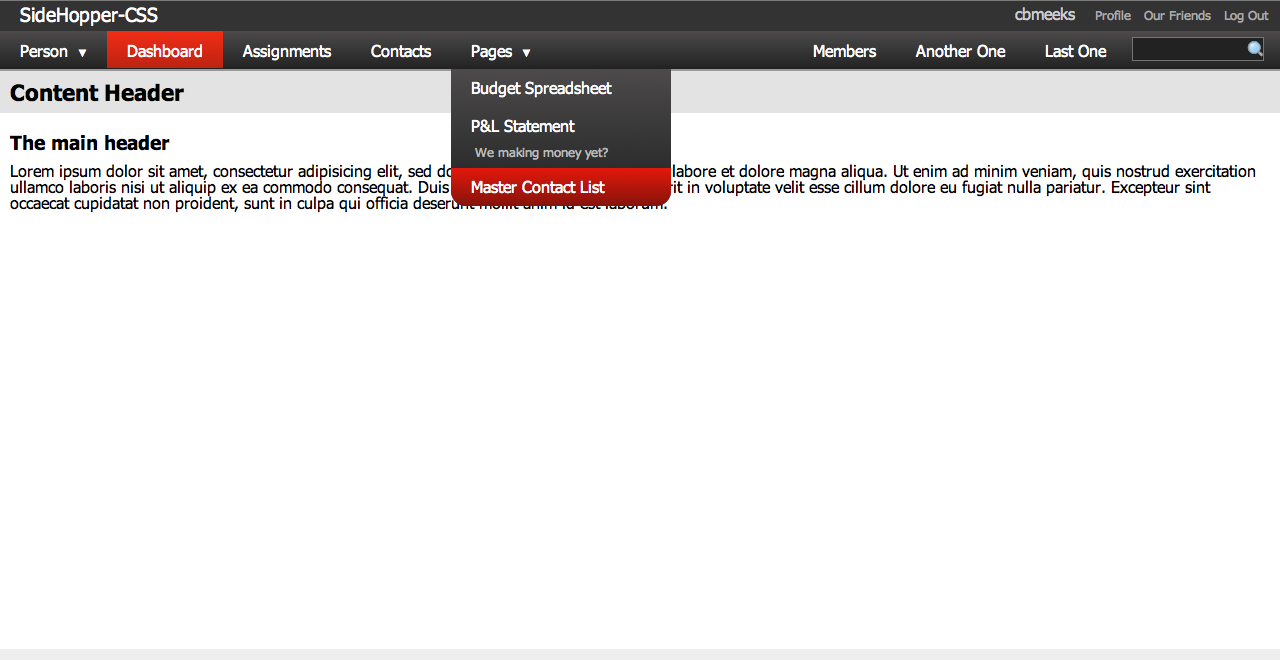 SideHopper-CSS cbmeeks Profile Our Friends Log Out
Person ▼ Dashboard Assignments Contacts Pages ▼ Members Another One Last One
Budget Spreadsheet
P&L Statement
We making money yet?
Master Contact List
Content Header
The main header
Lorem ipsum dolor sit amet, consectetur adipisicing elit, sed labore et dolore magna aliqua. Ut enim ad minim veniam, quis nostrud exercitation
ullamco laboris nisi ut aliquip ex ea commodo consequat. Duis in voluptate velit esse cillum dolore eu fugiat nulla pariatur. Excepteur sint
occaecat cupidatat non proident, sunt in culpa qui officia deserunt mollit anim id est laborum.